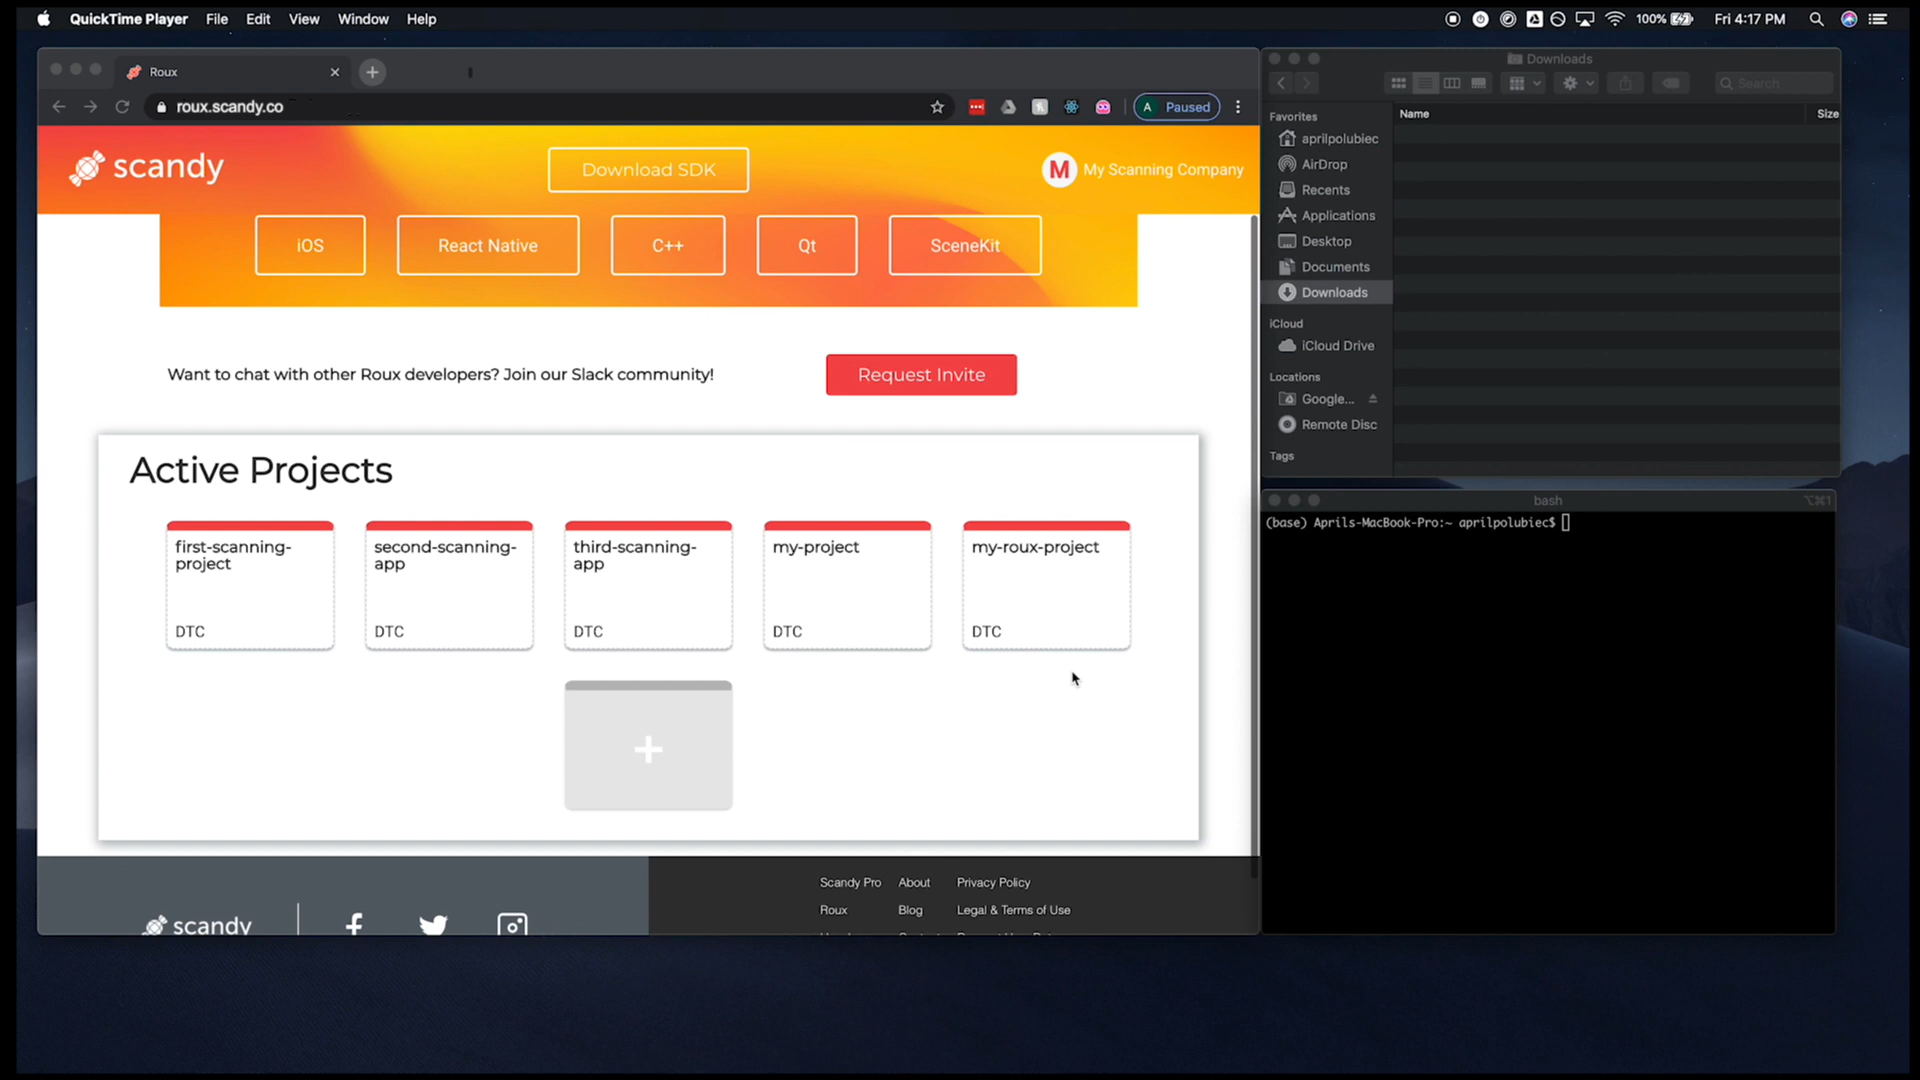 QuickTime Player File Edit View Window Help
100% Fri 4:17 PM
Roux
roux.scandy.co
A Paused
scandy
Download SDK
M My Scanning Company
iOS
React Native
C++
Qt
SceneKit
Want to chat with other Roux developers? Join our Slack community!
Request Invite
Active Projects
first-scanning-
project
DTC
second-scanning-
app
DTC
third-scanning-
app
DTC
my-project
DTC
my-roux-project
DTC
+
scandy
Scandy Pro About Privacy Policy
Roux Blog Legal & Terms of Use
Downloads
Search
Favorites
aprilpolubiec
AirDrop
Recents
Applications
Desktop
Documents
Downloads
iCloud
iCloud Drive
Locations
Google...
Remote Disc
Tags
Name
Size
bash
⌥⌘1
(base) Aprils-MacBook-Pro:~ aprilpolubiec$